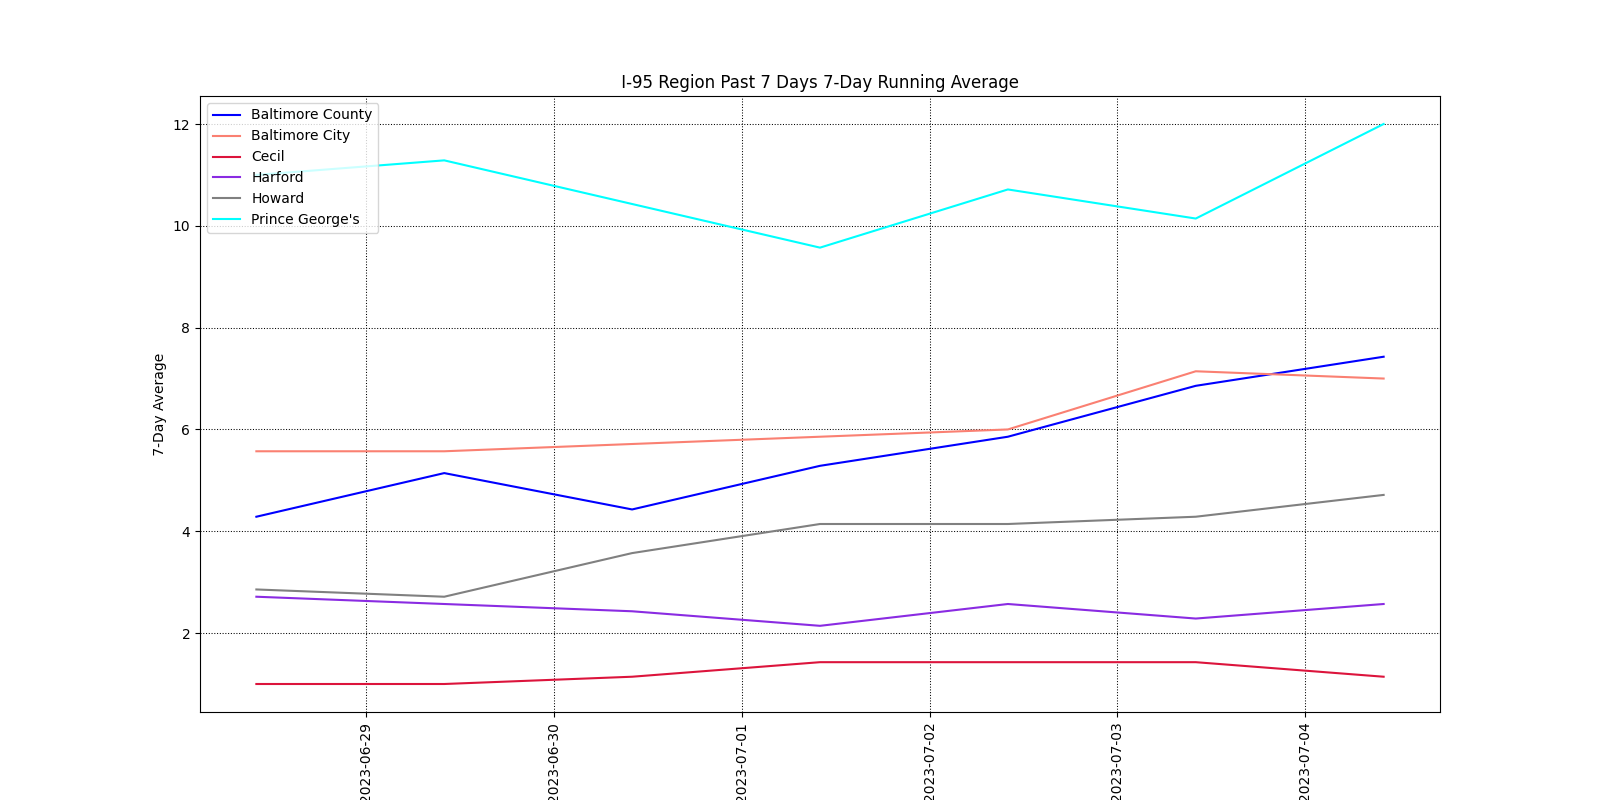 I-95 Region Past 7 Days 7-Day Running Average
Baltimore County
Baltimore City
Cecil
Harford
Howard
Prince George's
12
10
8
6
4
2
7-Day Average
2023-06-29
2023-06-30
2023-07-01
2023-07-02
2023-07-03
2023-07-04